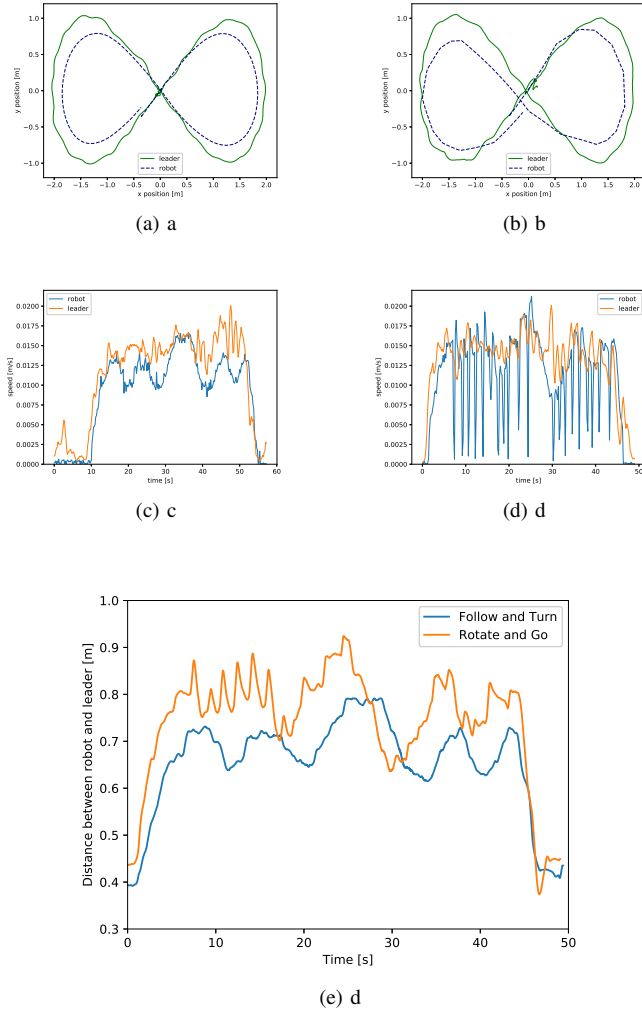 1.0
0.5
0.0
−0.5
−1.0
y position [m]
−2.0 −1.5 −1.0 −0.5 0.0 0.5 1.0 1.5 2.0
x position [m]
leader
robot
(a) a
1.0
0.5
0.0
−0.5
−1.0
y position [m]
−2.0 −1.5 −1.0 −0.5 0.0 0.5 1.0 1.5 2.0
x position [m]
leader
robot
(b) b
0.0200
0.0175
0.0150
0.0125
0.0100
0.0075
0.0050
0.0025
0.0000
speed [m/s]
0 10 20 30 40 50 60
time [s]
robot
leader
(c) c
0.0200
0.0175
0.0150
0.0125
0.0100
0.0075
0.0050
0.0025
0.0000
speed [m/s]
0 10 20 30 40 50
time [s]
robot
leader
(d) d
1.0
0.9
0.8
0.7
0.6
0.5
0.4
0.3
Distance between robot and leader [m]
Follow and Turn
Rotate and Go
0 10 20 30 40 50
Time [s]
(e) d